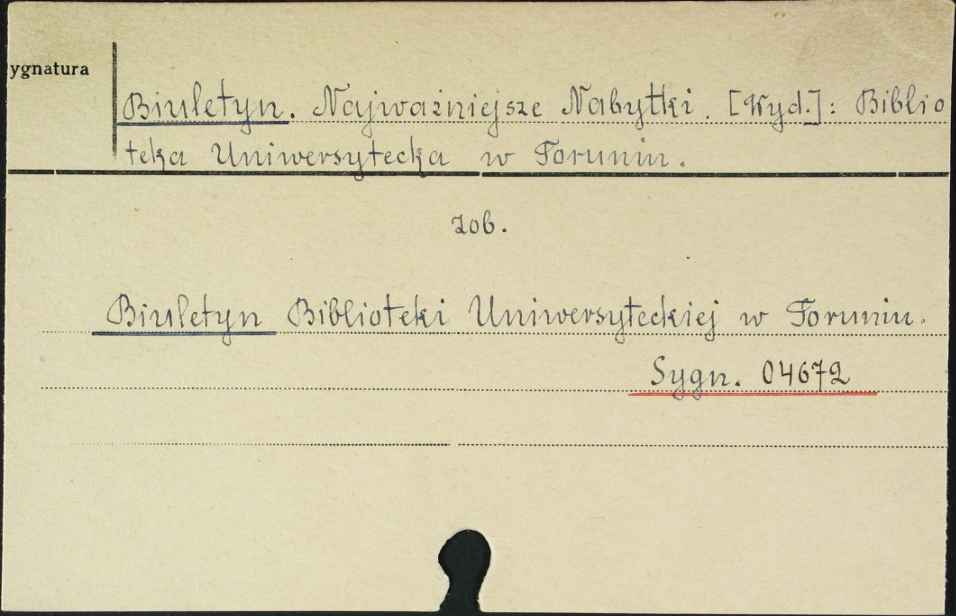 ygnatura
Biuletyn. Najważniejsze Nabytki. [Wyd.]: Biblio
teka Uniwersytecka w Toruniu.
zob.
Biuletyn Biblioteki Uniwersyteckiej w Toruniu.
Sygn. 04672